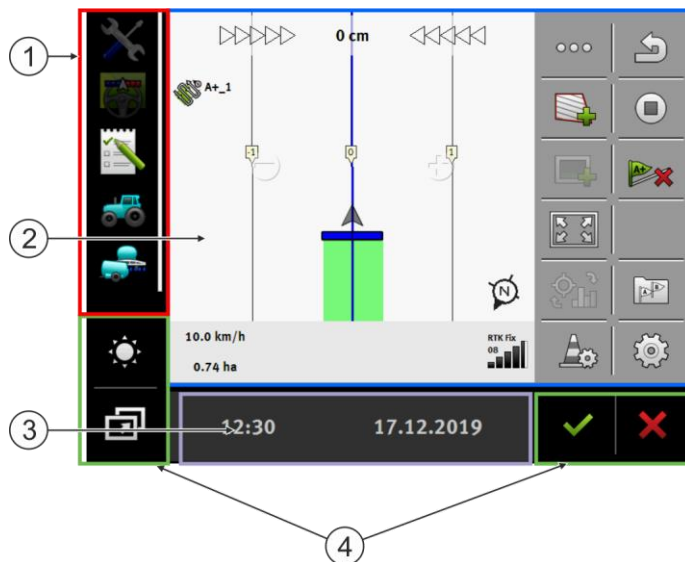 1
0 cm
A+_1
-1
0
1
A+
2
N
A B
10.0 km/h
RTK Fix
08
0.74 ha
3
12:30
17.12.2019
4